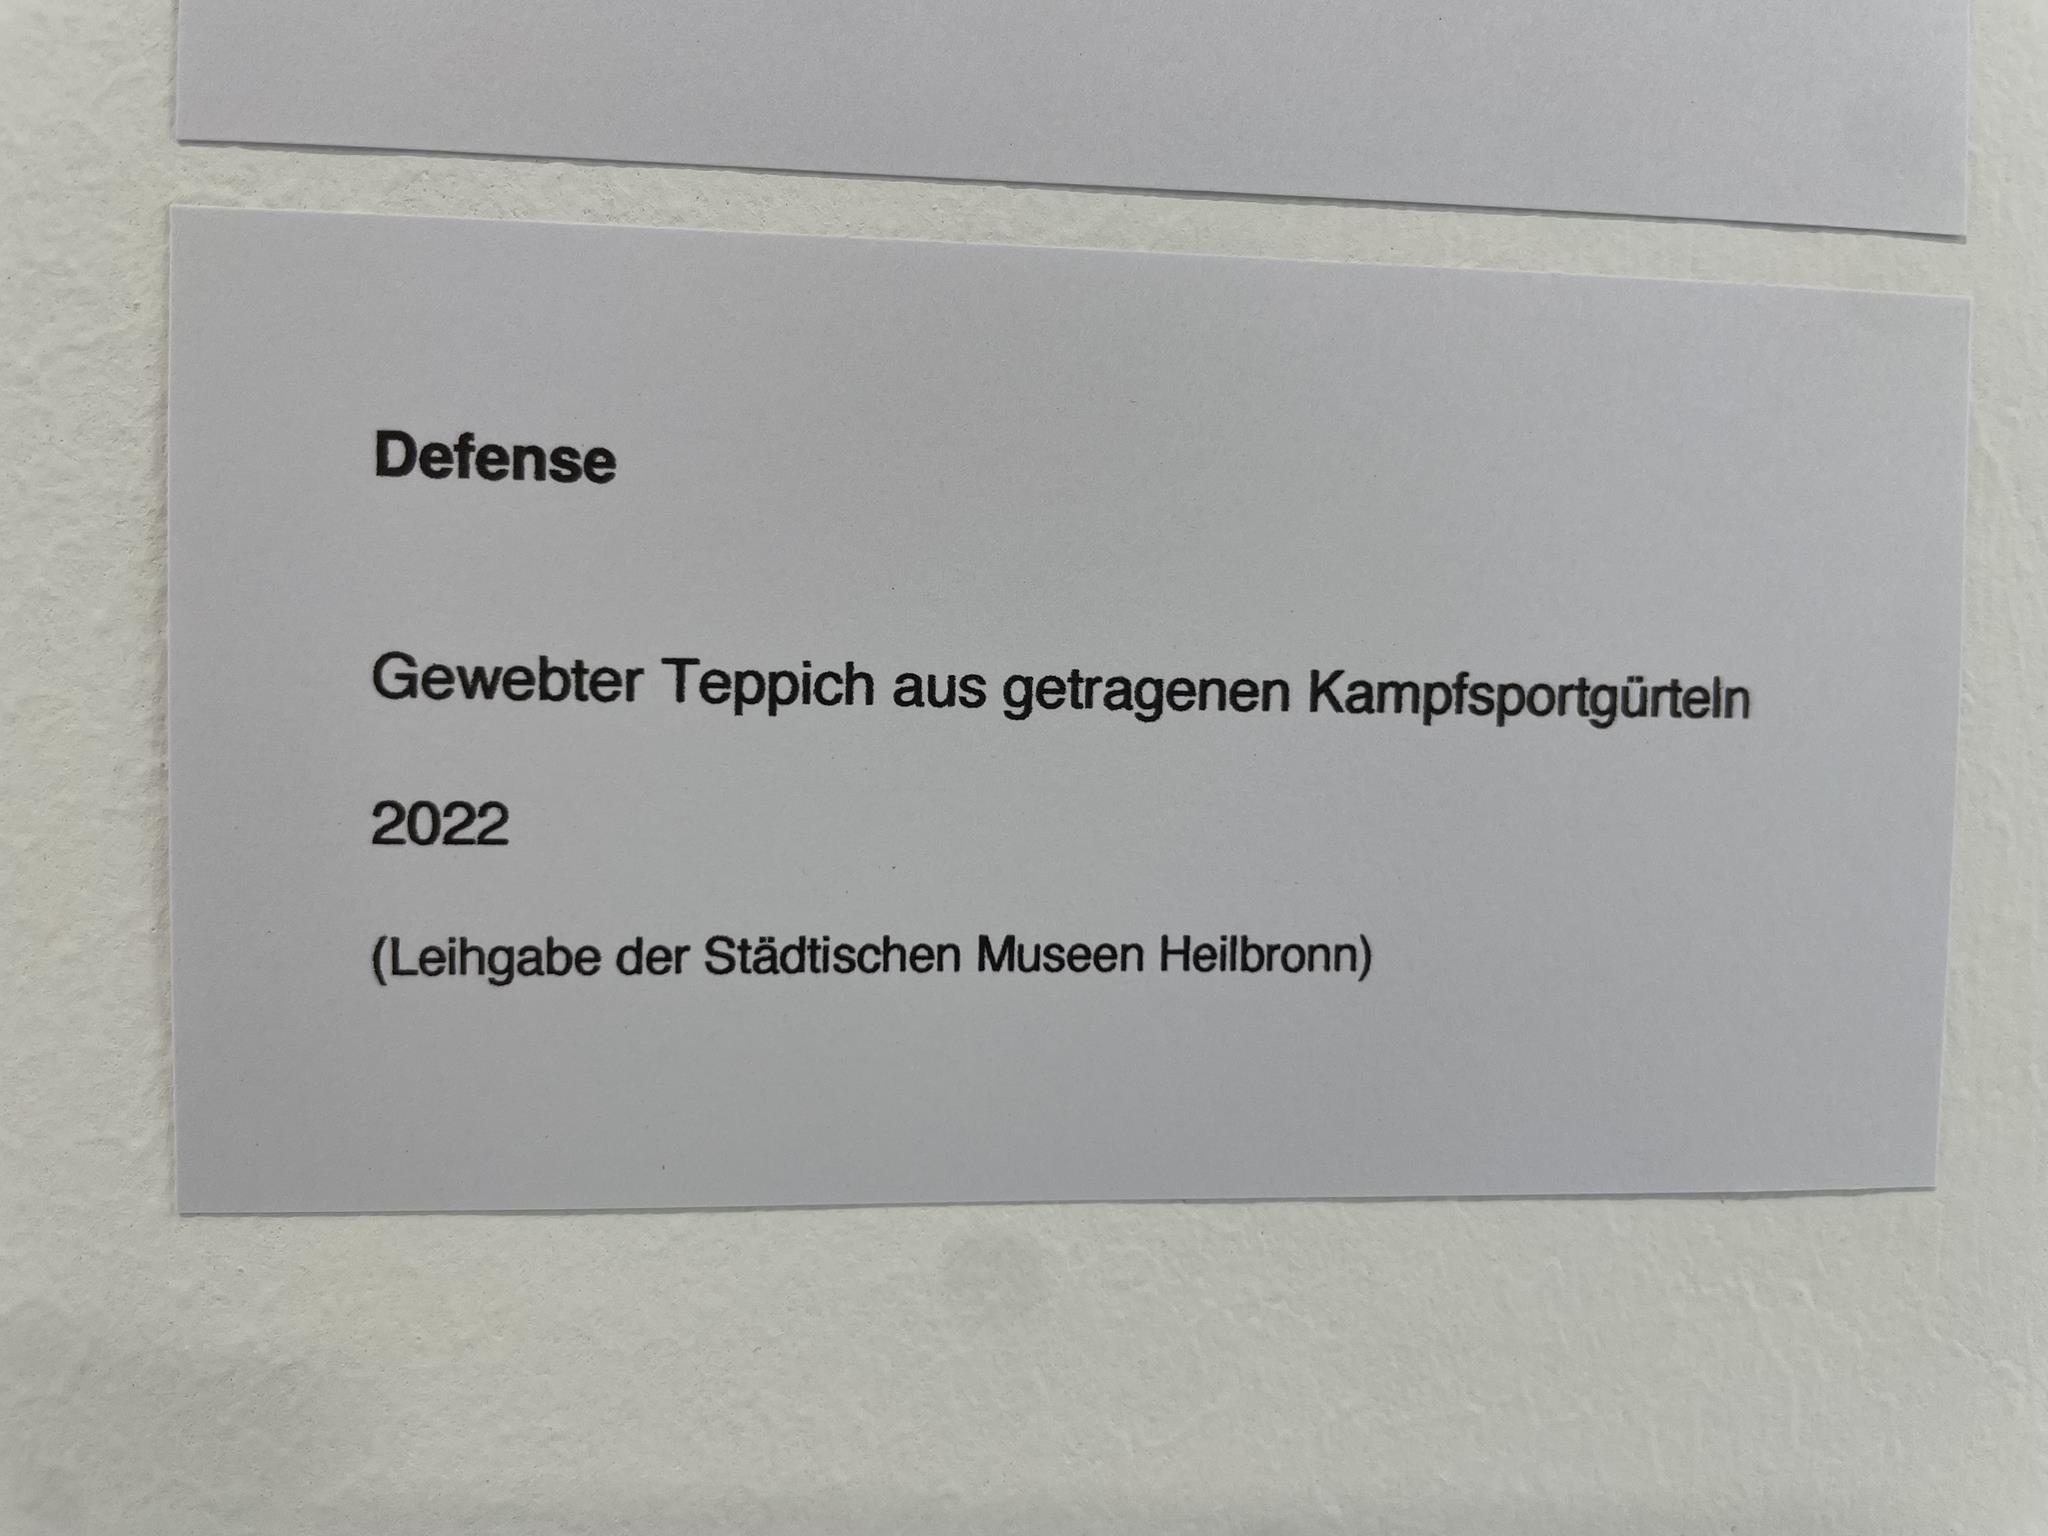 Defense
Gewebter Teppich aus getragenen Kampfsportgürteln
2022
(Leihgabe der Städtischen Museen Heilbronn)